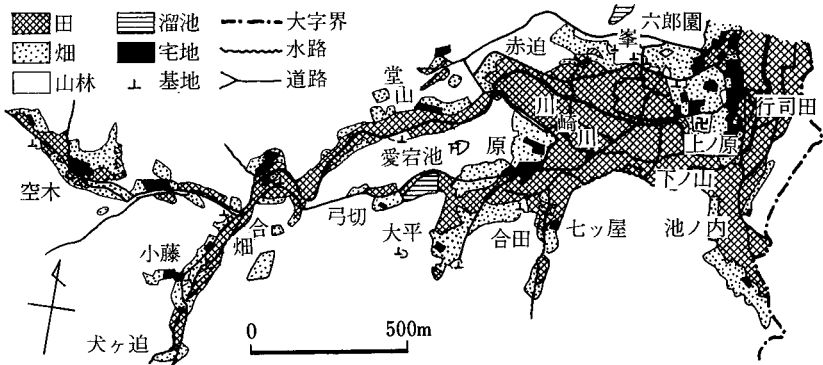 田
溜池
大字界
畑
宅地
水路
山林
基地
道路
六郎園
赤迫
峯
堂山
川崎川
行司田
上ノ原
愛宕池
原
下ノ山
空木
弓切
大平
合田
七ッ屋
池ノ内
合畑
小藤
犬ヶ迫
0
500m